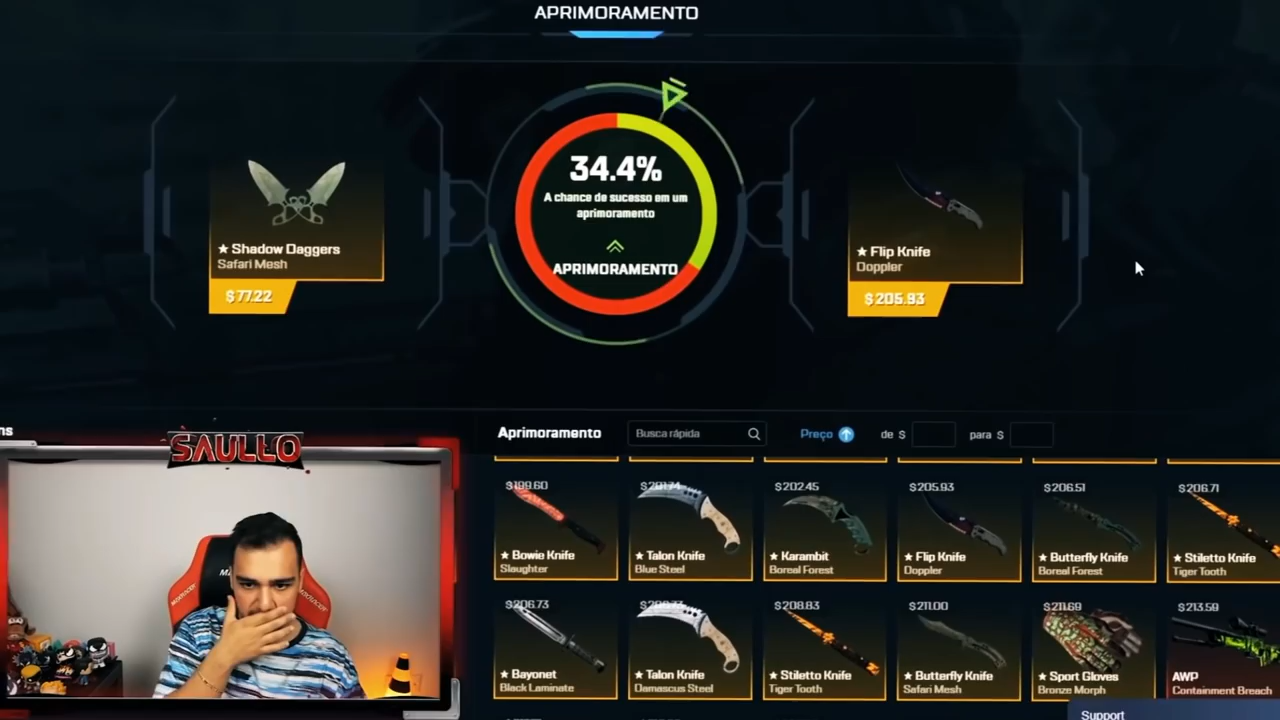 APRIMORAMENTO
34.4%
A chance de sucesso em um
aprimoramento
APRIMORAMENTO
★ Shadow Daggers
Safari Mesh
$77.22
★ Flip Knife
Doppler
$205.93
ns
SAULLO
Aprimoramento
Busca rápida
Preço
de $
para $
$199.60
★ Bowie Knife
Slaughter
$201.74
★ Talon Knife
Blue Steel
$202.45
★ Karambit
Boreal Forest
$205.93
★ Flip Knife
Doppler
$206.51
★ Butterfly Knife
Boreal Forest
$206.71
★ Stiletto Knife
Tiger Tooth
$206.73
★ Bayonet
Black Laminate
★ Talon Knife
Damascus Steel
$208.83
★ Stiletto Knife
Tiger Tooth
$211.00
★ Butterfly Knife
Safari Mesh
$211.69
★ Sport Gloves
Bronze Morph
$213.59
AWP
Containment Breach
Support